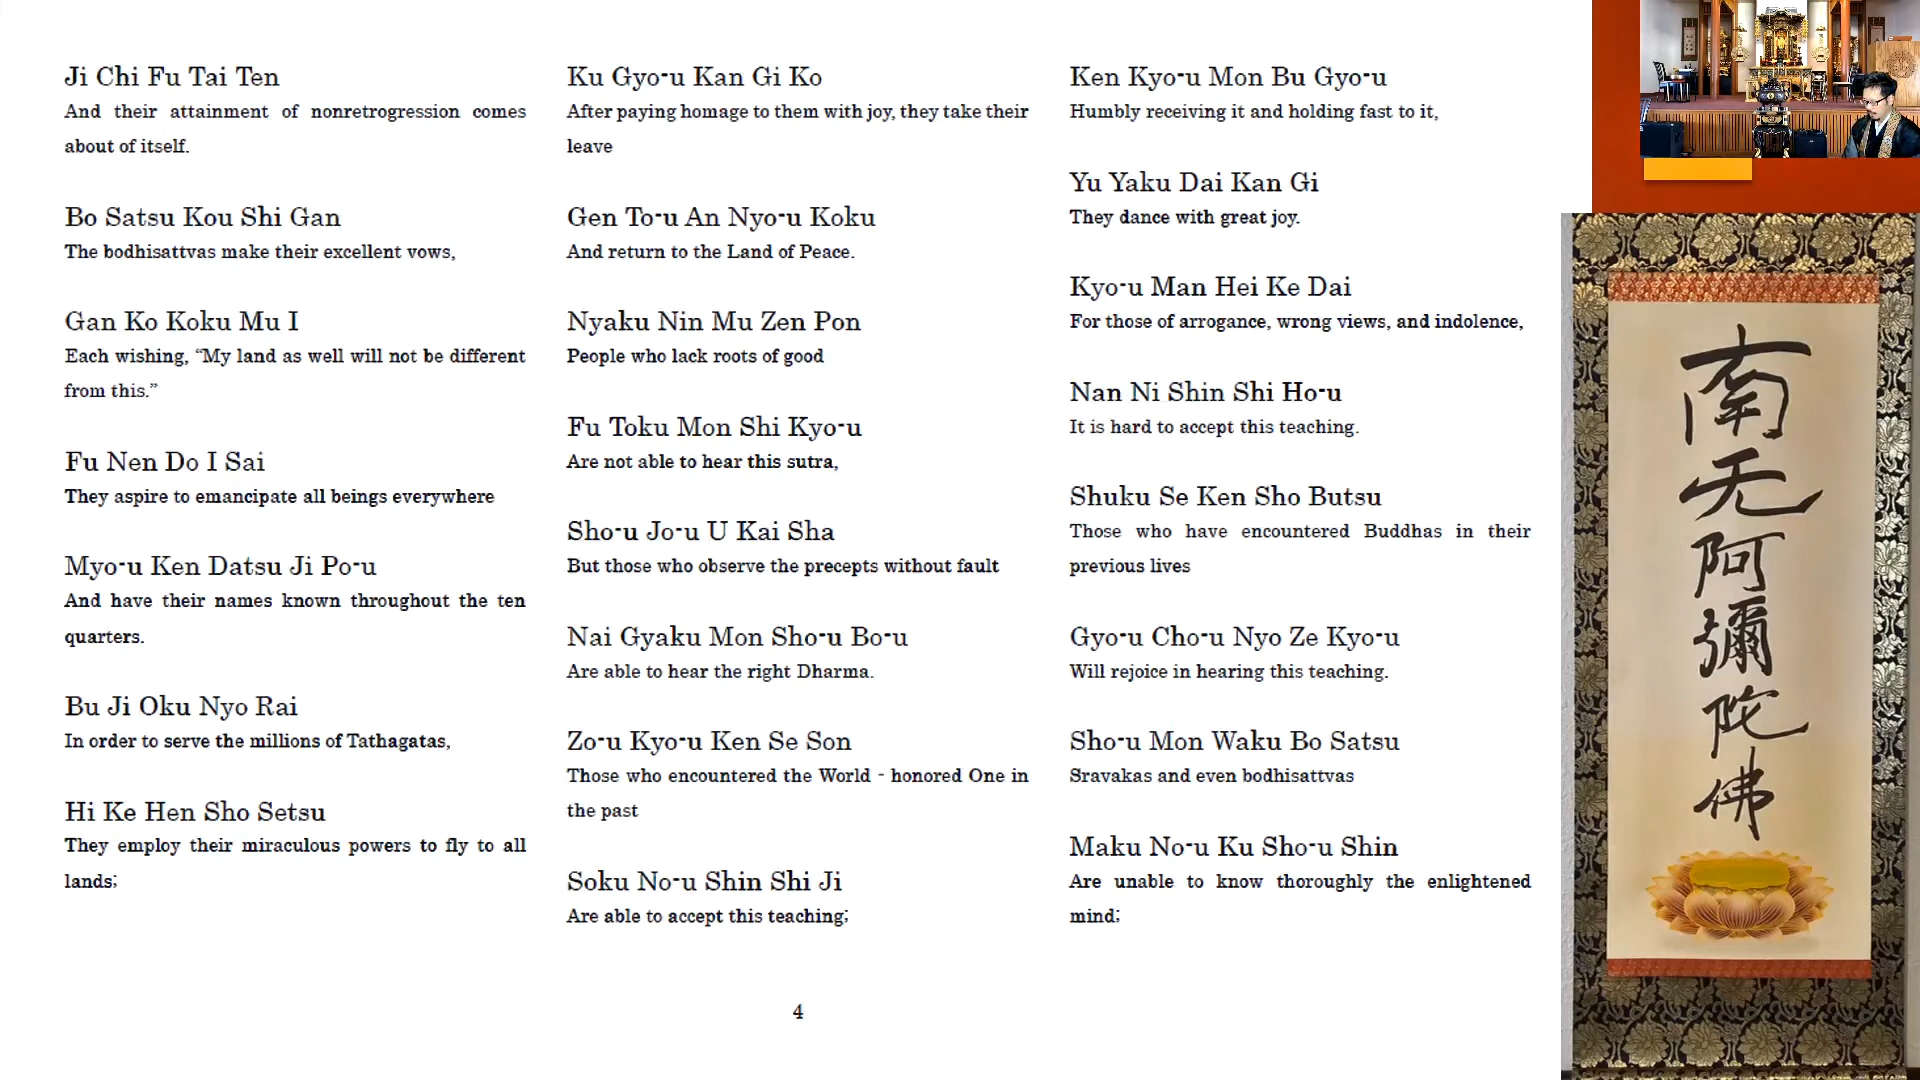 Ji Chi Fu Tai Ten
And their attainment of nonretrogression comes
about of itself.
Bo Satsu Kou Shi Gan
The bodhisattvas make their excellent vows,
Gan Ko Koku Mu I
Each wishing, “My land as well will not be different
from this.”
Fu Nen Do I Sai
They aspire to emancipate all beings everywhere
Myo-u Ken Datsu Ji Po-u
And have their names known throughout the ten
quarters.
Bu Ji Oku Nyo Rai
In order to serve the millions of Tathagatas,
Hi Ke Hen Sho Setsu
They employ their miraculous powers to fly to all
lands;
Ku Gyo-u Kan Gi Ko
After paying homage to them with joy, they take their
leave
Gen To-u An Nyo-u Koku
And return to the Land of Peace.
Nyaku Nin Mu Zen Pon
People who lack roots of good
Fu Toku Mon Shi Kyo-u
Are not able to hear this sutra,
Sho-u Jo-u U Kai Sha
But those who observe the precepts without fault
Nai Gyaku Mon Sho-u Bo-u
Are able to hear the right Dharma.
Zo-u Kyo-u Ken Se Son
Those who encountered the World - honored One in
the past
Soku No-u Shin Shi Ji
Are able to accept this teaching;
Ken Kyo-u Mon Bu Gyo-u
Humbly receiving it and holding fast to it,
Yu Yaku Dai Kan Gi
They dance with great joy.
Kyo-u Man Hei Ke Dai
For those of arrogance, wrong views, and indolence,
Nan Ni Shin Shi Ho-u
It is hard to accept this teaching.
Shuku Se Ken Sho Butsu
Those who have encountered Buddhas in their
previous lives
Gyo-u Cho-u Nyo Ze Kyo-u
Will rejoice in hearing this teaching.
Sho-u Mon Waku Bo Satsu
Sravakas and even bodhisattvas
Maku No-u Ku Sho-u Shin
Are unable to know thoroughly the enlightened
mind;
4
南无阿彌陀佛